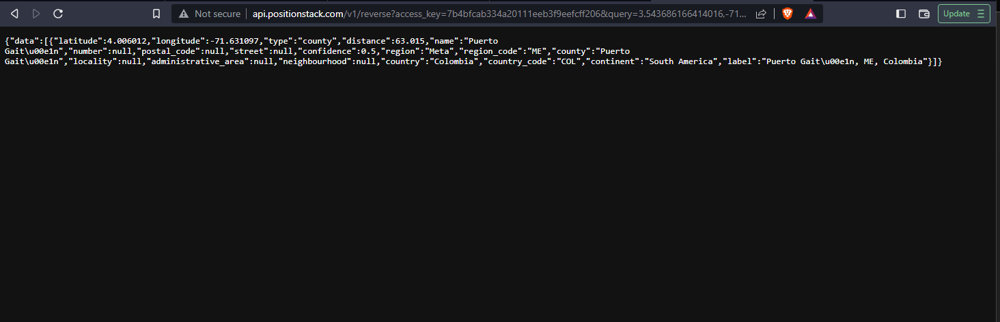 Not secure api.positionstack.com/v1/reverse?access_key=7b4bfcab334a20111eeb3f9eefcff206&query=3.543686166414016,-71... Update
{"data":[{"latitude":4.006012,"longitude":-71.631097,"type":"county","distance":63.015,"name":"Puerto
Gait\u00e1n","number":null,"postal_code":null,"street":null,"confidence":0.5,"region":"Meta","region_code":"ME","county":"Puerto
Gait\u00e1n","locality":null,"administrative_area":null,"neighbourhood":null,"country":"Colombia","country_code":"COL","continent":"South America","label":"Puerto Gait\u00e1n, ME, Colombia"}]}